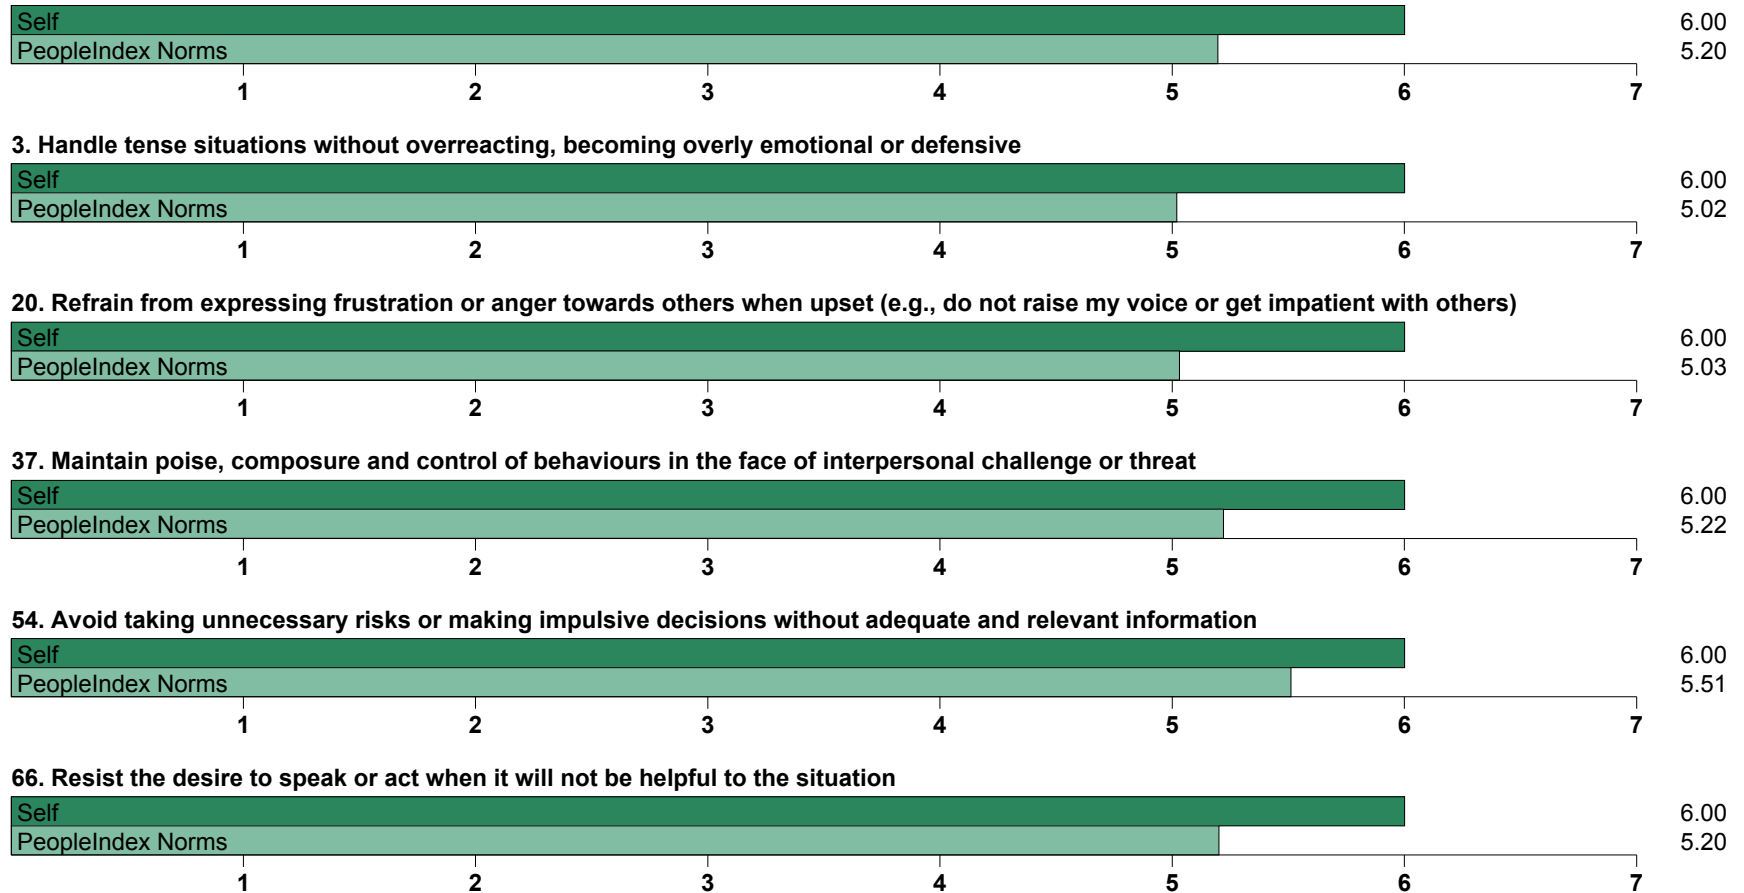 Self 6.00
PeopleIndex Norms 5.20
1 2 3 4 5 6 7
3. Handle tense situations without overreacting, becoming overly emotional or defensive
Self 6.00
PeopleIndex Norms 5.02
1 2 3 4 5 6 7
20. Refrain from expressing frustration or anger towards others when upset (e.g., do not raise my voice or get impatient with others)
Self 6.00
PeopleIndex Norms 5.03
1 2 3 4 5 6 7
37. Maintain poise, composure and control of behaviours in the face of interpersonal challenge or threat
Self 6.00
PeopleIndex Norms 5.22
1 2 3 4 5 6 7
54. Avoid taking unnecessary risks or making impulsive decisions without adequate and relevant information
Self 6.00
PeopleIndex Norms 5.51
1 2 3 4 5 6 7
66. Resist the desire to speak or act when it will not be helpful to the situation
Self 6.00
PeopleIndex Norms 5.20
1 2 3 4 5 6 7